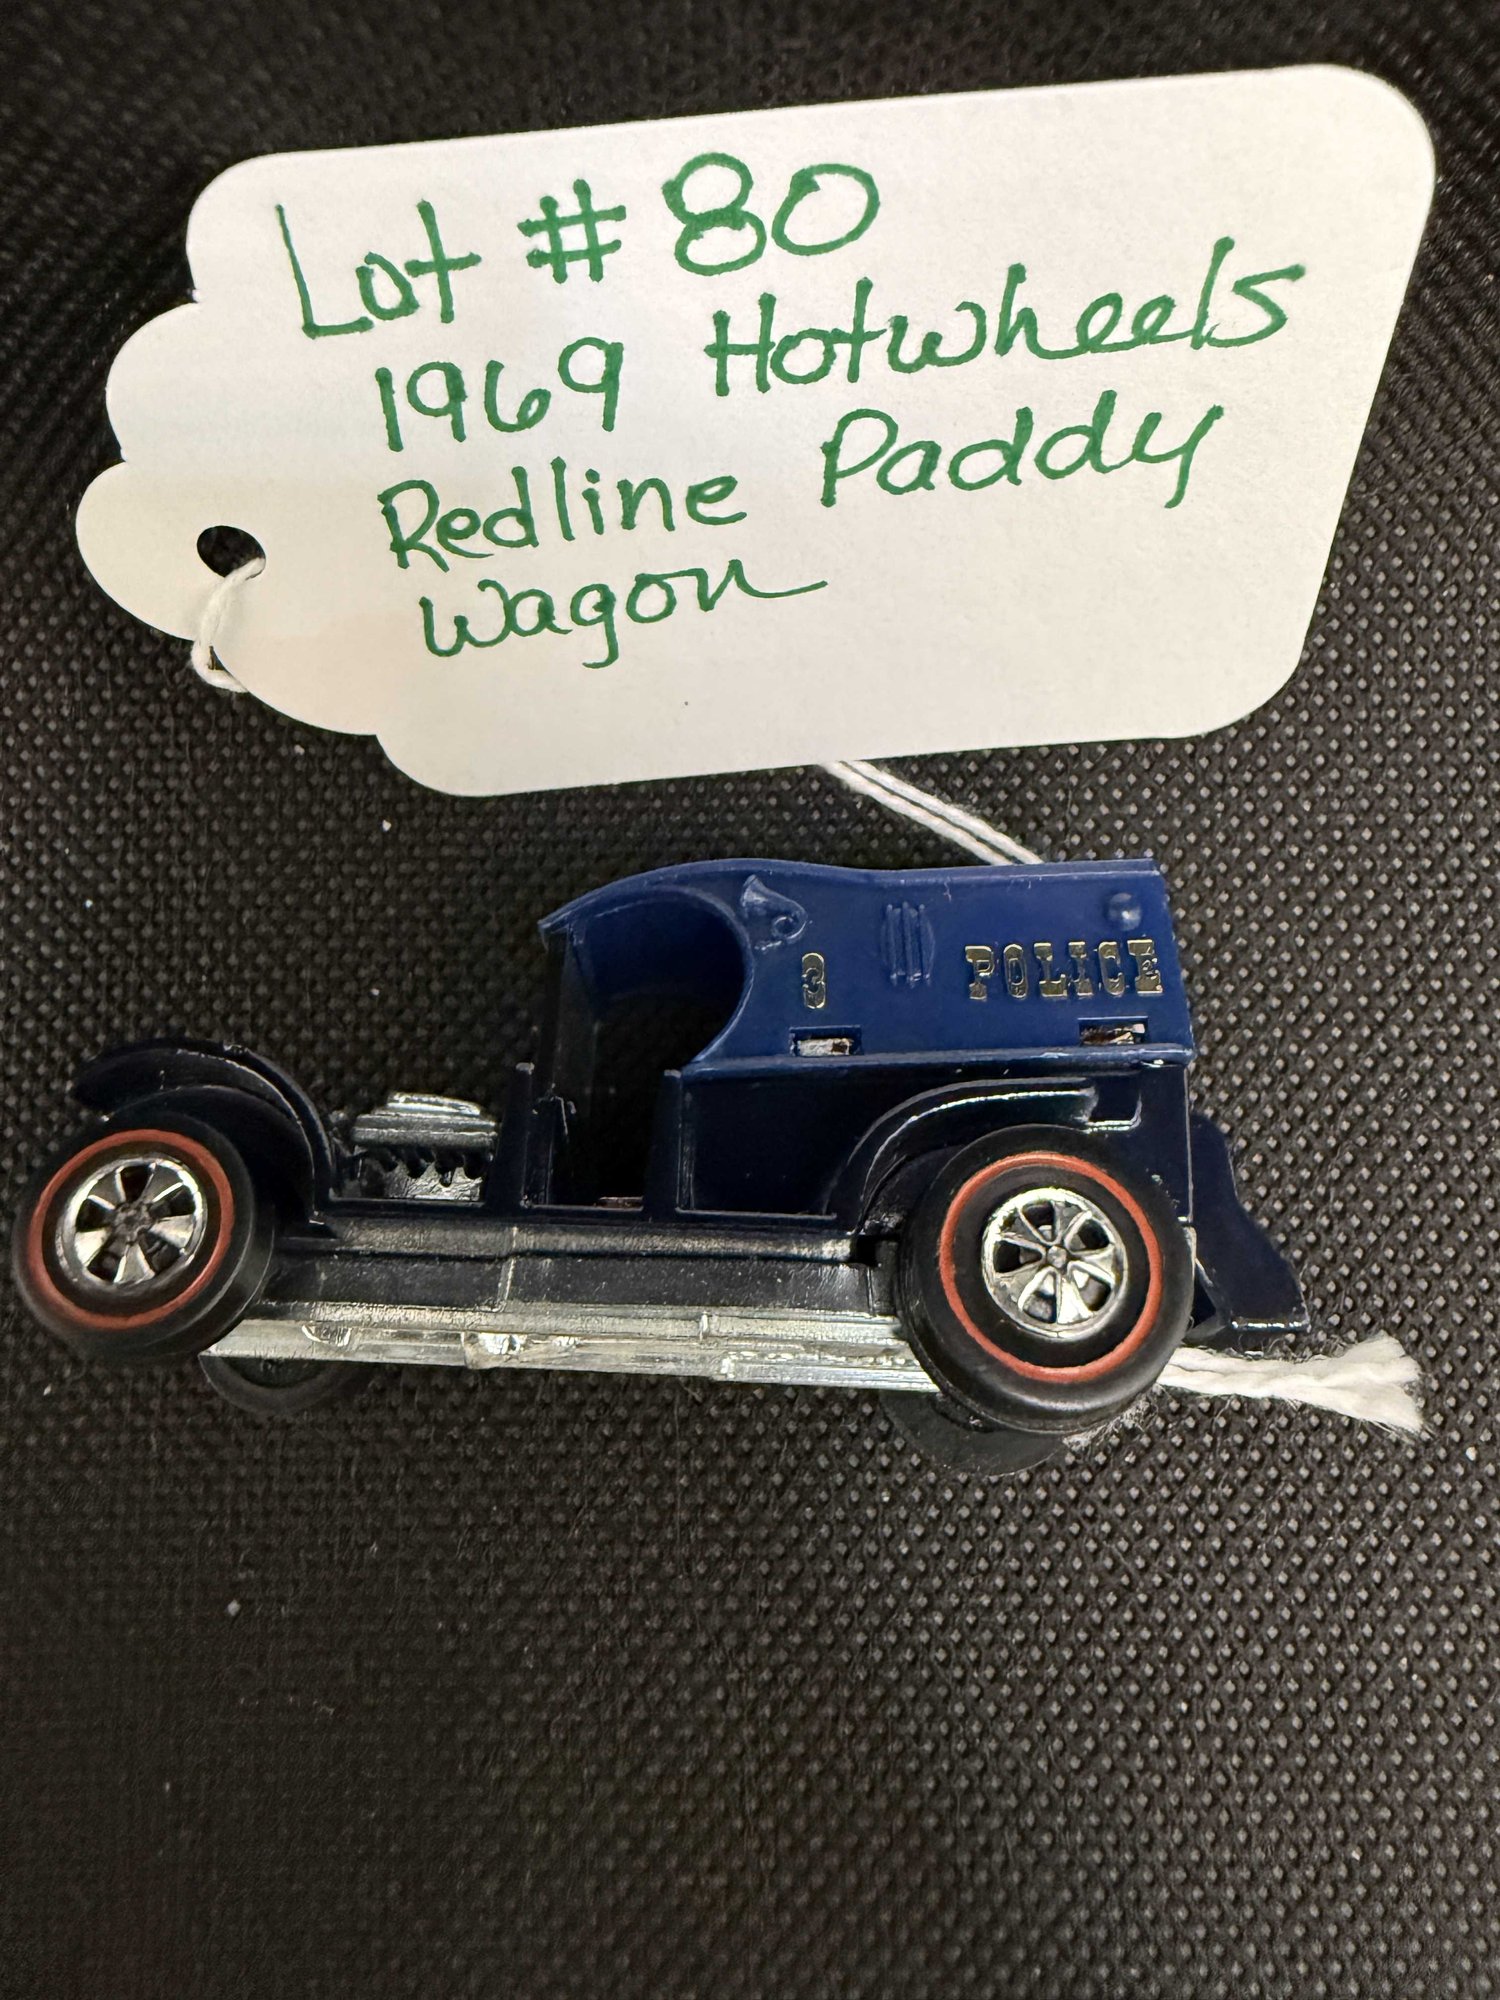 Lot # 80
1969 Hotwheels
Redline Paddy
Wagon
3 POLICE